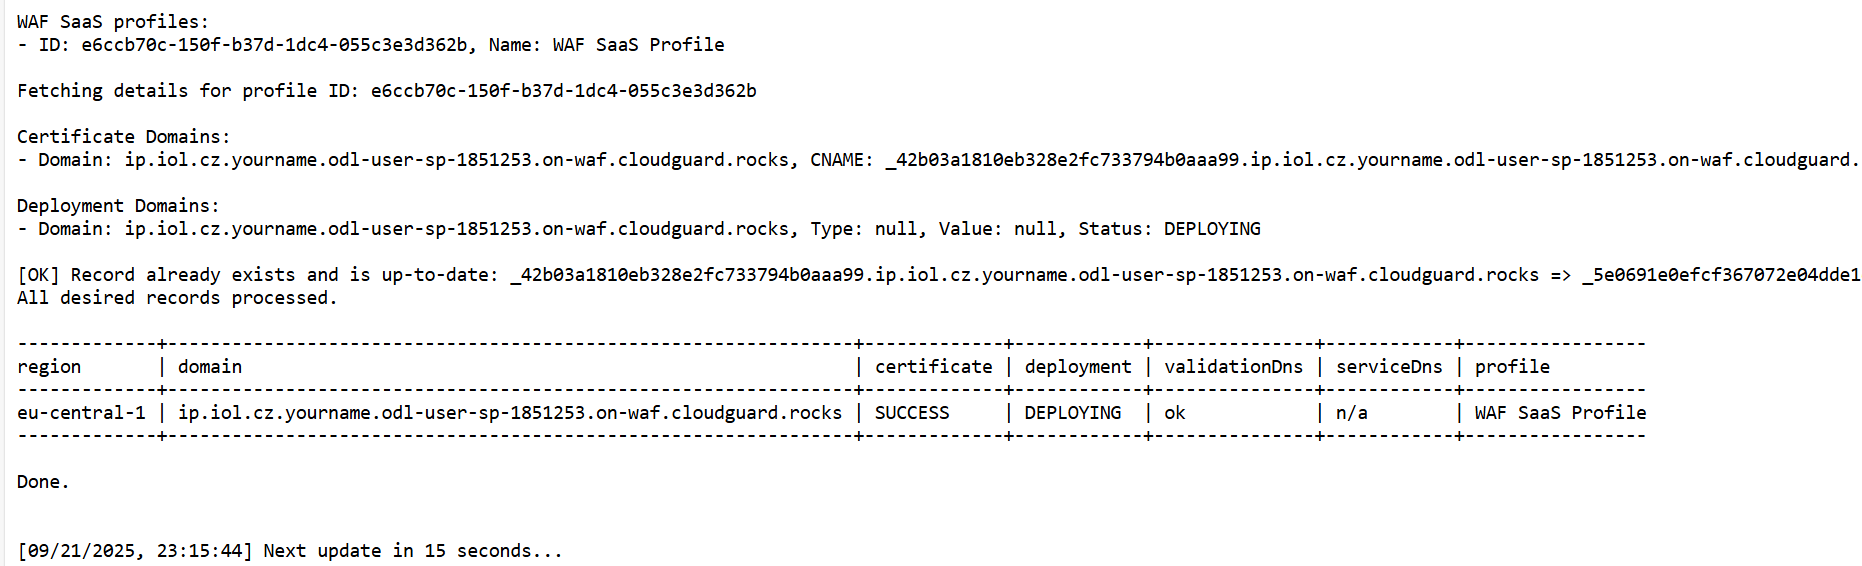 WAF SaaS profiles:
- ID: e6ccb70c-150f-b37d-1dc4-055c3e3d362b, Name: WAF SaaS Profile
Fetching details for profile ID: e6ccb70c-150f-b37d-1dc4-055c3e3d362b
Certificate Domains:
- Domain: ip.iol.cz.yourname.odl-user-sp-1851253.on-waf.cloudguard.rocks, CNAME: _42b03a1810eb328e2fc733794b0aaa99.ip.iol.cz.yourname.odl-user-sp-1851253.on-waf.cloudguard.
Deployment Domains:
- Domain: ip.iol.cz.yourname.odl-user-sp-1851253.on-waf.cloudguard.rocks, Type: null, Value: null, Status: DEPLOYING
[OK] Record already exists and is up-to-date: _42b03a1810eb328e2fc733794b0aaa99.ip.iol.cz.yourname.odl-user-sp-1851253.on-waf.cloudguard.rocks => _5e0691e0efcf367072e04dde1
All desired records processed.
-------------+----------------------------------------------------------------+-------------+------------+---------------+------------+-----------------
region       | domain                                                         | certificate | deployment | validationDns | serviceDns | profile
-------------+----------------------------------------------------------------+-------------+------------+---------------+------------+-----------------
eu-central-1 | ip.iol.cz.yourname.odl-user-sp-1851253.on-waf.cloudguard.rocks | SUCCESS     | DEPLOYING  | ok            | n/a        | WAF SaaS Profile
-------------+----------------------------------------------------------------+-------------+------------+---------------+------------+-----------------
Done.
[09/21/2025, 23:15:44] Next update in 15 seconds...